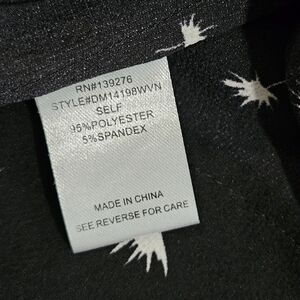 RN#139276
STYLE#DM14198WVN
SELF
95%POLYESTER
5%SPANDEX
MADE IN CHINA
SEE REVERSE FOR CARE